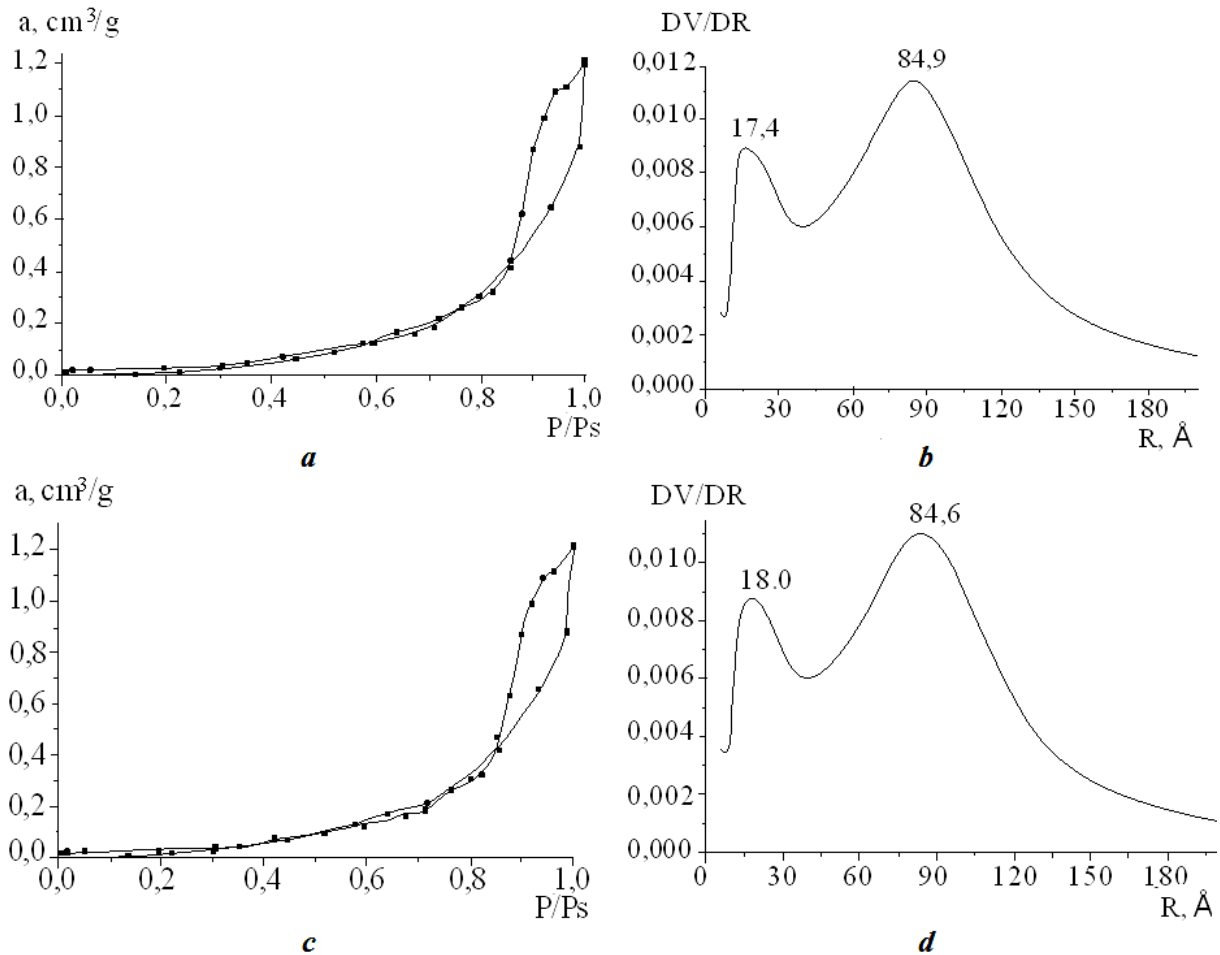 a, cm³/g
1,2
1,0
0,8
0,6
0,4
0,2
0,0
0,0 0,2 0,4 0,6 0,8 1,0
P/Ps
a
DV/DR
0,012
0,010
0,008
0,006
0,004
0,002
0,000
17,4
84,9
0 30 60 90 120 150 180
R, Å
b
a, cm³/g
1,2
1,0
0,8
0,6
0,4
0,2
0,0
0,0 0,2 0,4 0,6 0,8 1,0
P/Ps
c
DV/DR
0,010
0,008
0,006
0,004
0,002
0,000
18.0
84,6
0 30 60 90 120 150 180
R, Å
d